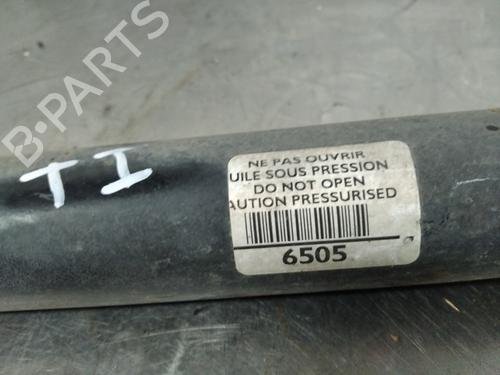 B-PARTS
T I
NE PAS OUVRIR
UILE SOUS PRESSION
DO NOT OPEN
AUTION PRESSURISED
6505